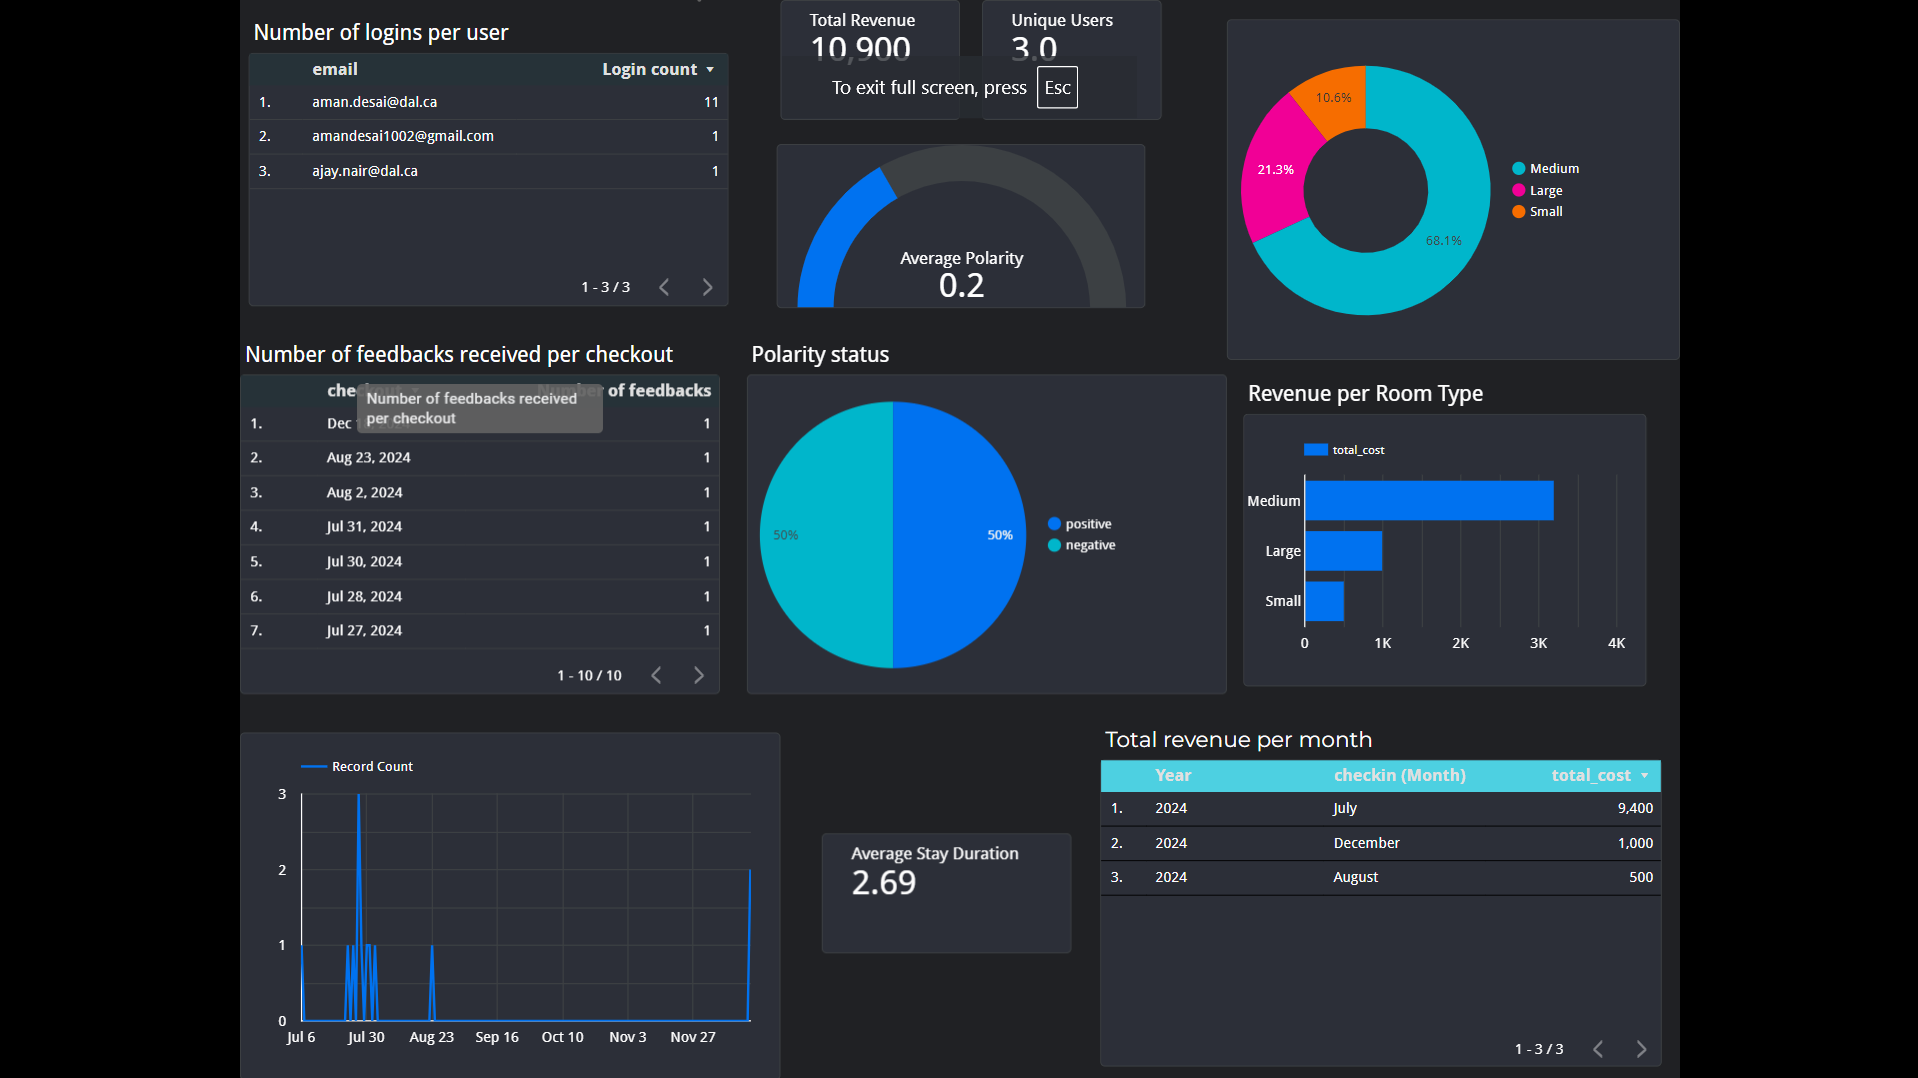 Number of logins per user
email Login count
1. aman.desai@dal.ca 11
2. amandesai1002@gmail.com 1
3. ajay.nair@dal.ca 1
1 - 3 / 3
Total Revenue
10,900
Unique Users
3.0
To exit full screen, press Esc
Average Polarity
0.2
10.6%
21.3%
68.1%
Medium
Large
Small
Number of feedbacks received per checkout
of feedbacks
Number of feedbacks received
per checkout
1. Dec 1
2. Aug 23, 2024 1
3. Aug 2, 2024 1
4. Jul 31, 2024 1
5. Jul 30, 2024 1
6. Jul 28, 2024 1
7. Jul 27, 2024 1
1 - 10 / 10
Polarity status
50%
50%
positive
negative
Revenue per Room Type
total_cost
Medium
Large
Small
0 1K 2K 3K 4K
Record Count
3
2
1
0
Jul 6 Jul 30 Aug 23 Sep 16 Oct 10 Nov 3 Nov 27
Average Stay Duration
2.69
Total revenue per month
Year checkin (Month) total_cost
1. 2024 July 9,400
2. 2024 December 1,000
3. 2024 August 500
1 - 3 / 3